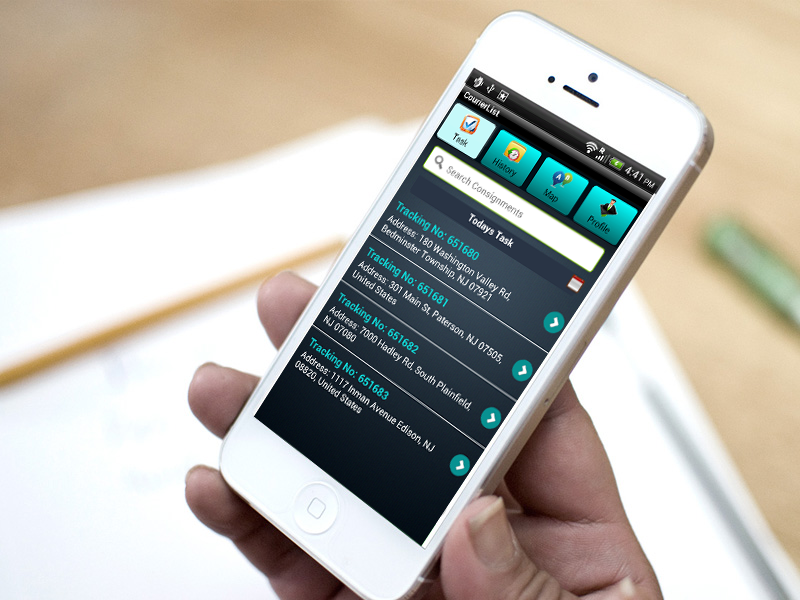 4:41 PM
CourierList
Task
History
Map
Profile
Search Consignments
Todays Task
Tracking No: 651680
Address: 180 Washington Valley Rd,
Bedminster Township, NJ 07921
Tracking No: 651681
Address: 301 Main St, Paterson, NJ 07505,
United States
Tracking No: 651682
Address: 7000 Hadley Rd, South Plainfield,
NJ 07080
Tracking No: 651683
Address: 1117 Inman Avenue Edison, NJ
08820, United States